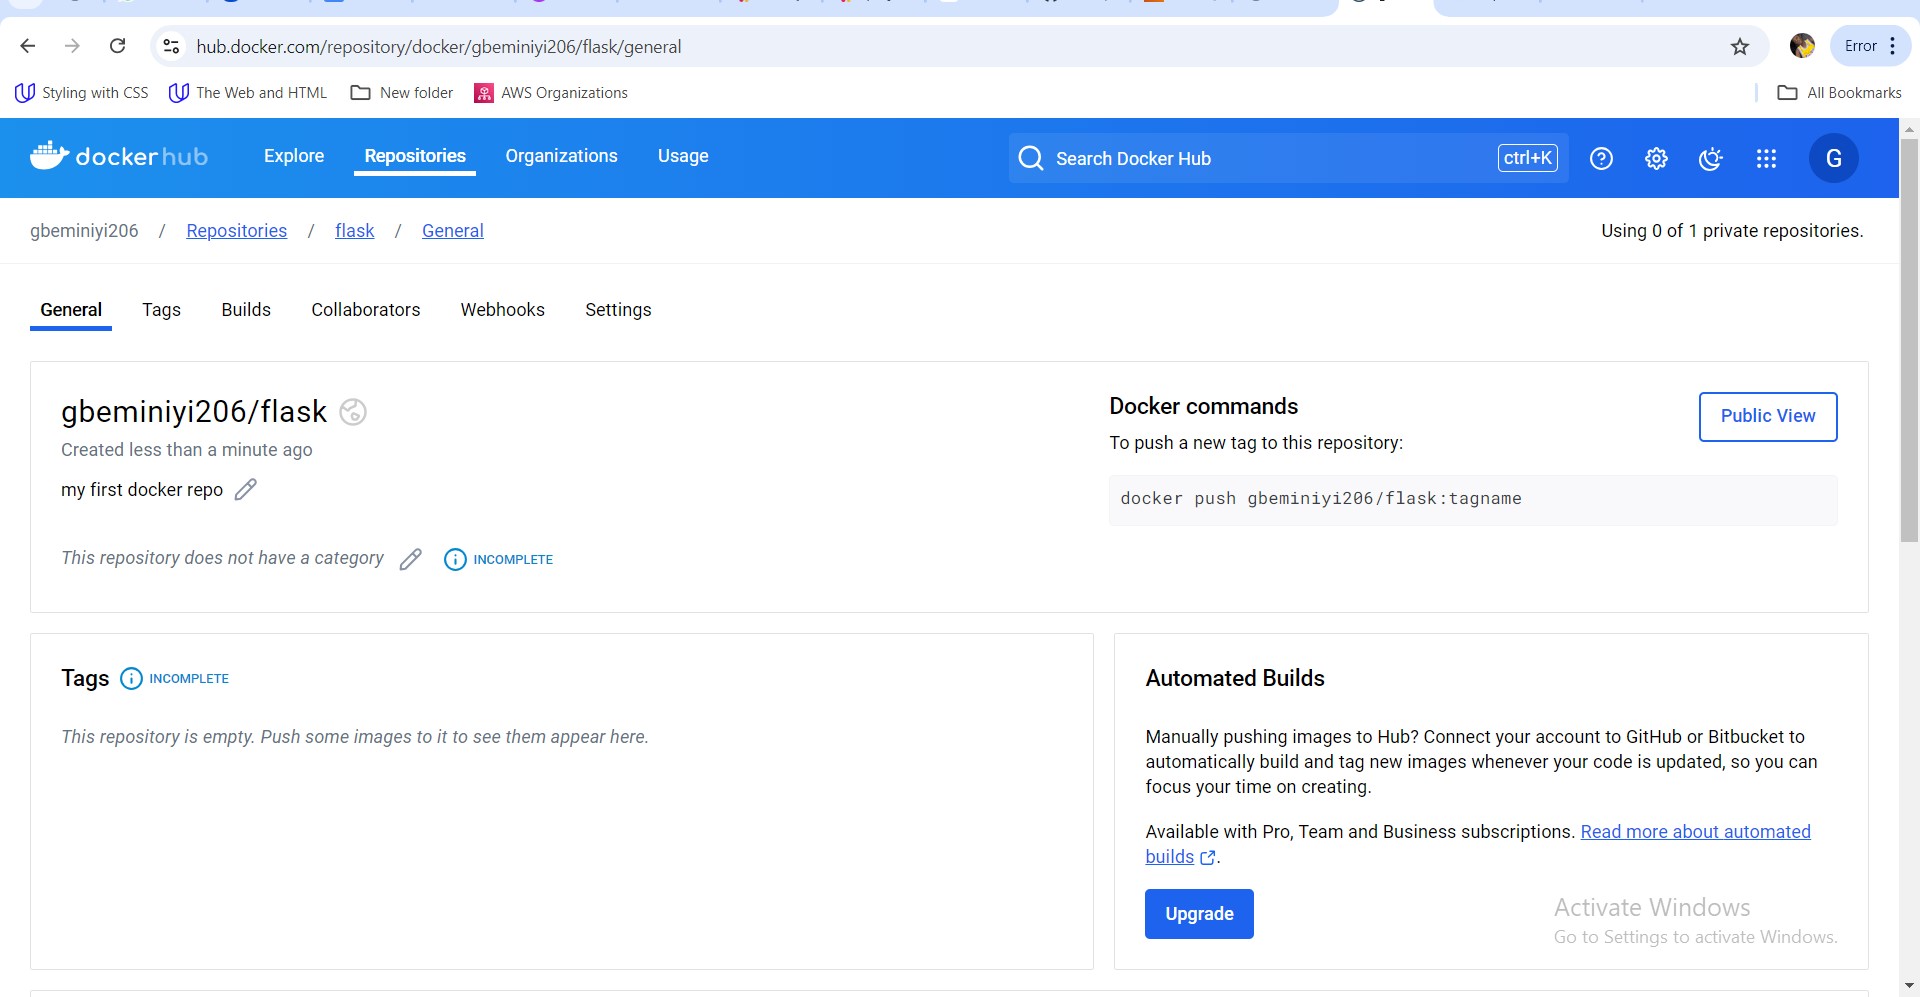 hub.docker.com/repository/docker/gbeminiyi206/flask/general
Error
Styling with CSS
The Web and HTML
New folder
AWS Organizations
All Bookmarks
docker hub
Explore
Repositories
Organizations
Usage
Search Docker Hub
ctrl+K
G
gbeminiyi206 / Repositories / flask / General
Using 0 of 1 private repositories.
General
Tags
Builds
Collaborators
Webhooks
Settings
gbeminiyi206/flask
Created less than a minute ago
my first docker repo
This repository does not have a category
INCOMPLETE
Docker commands
To push a new tag to this repository:
Public View
docker push gbeminiyi206/flask:tagname
Tags
INCOMPLETE
This repository is empty. Push some images to it to see them appear here.
Automated Builds
Manually pushing images to Hub? Connect your account to GitHub or Bitbucket to
automatically build and tag new images whenever your code is updated, so you can
focus your time on creating.
Available with Pro, Team and Business subscriptions. Read more about automated
builds.
Upgrade
Activate Windows
Go to Settings to activate Windows.